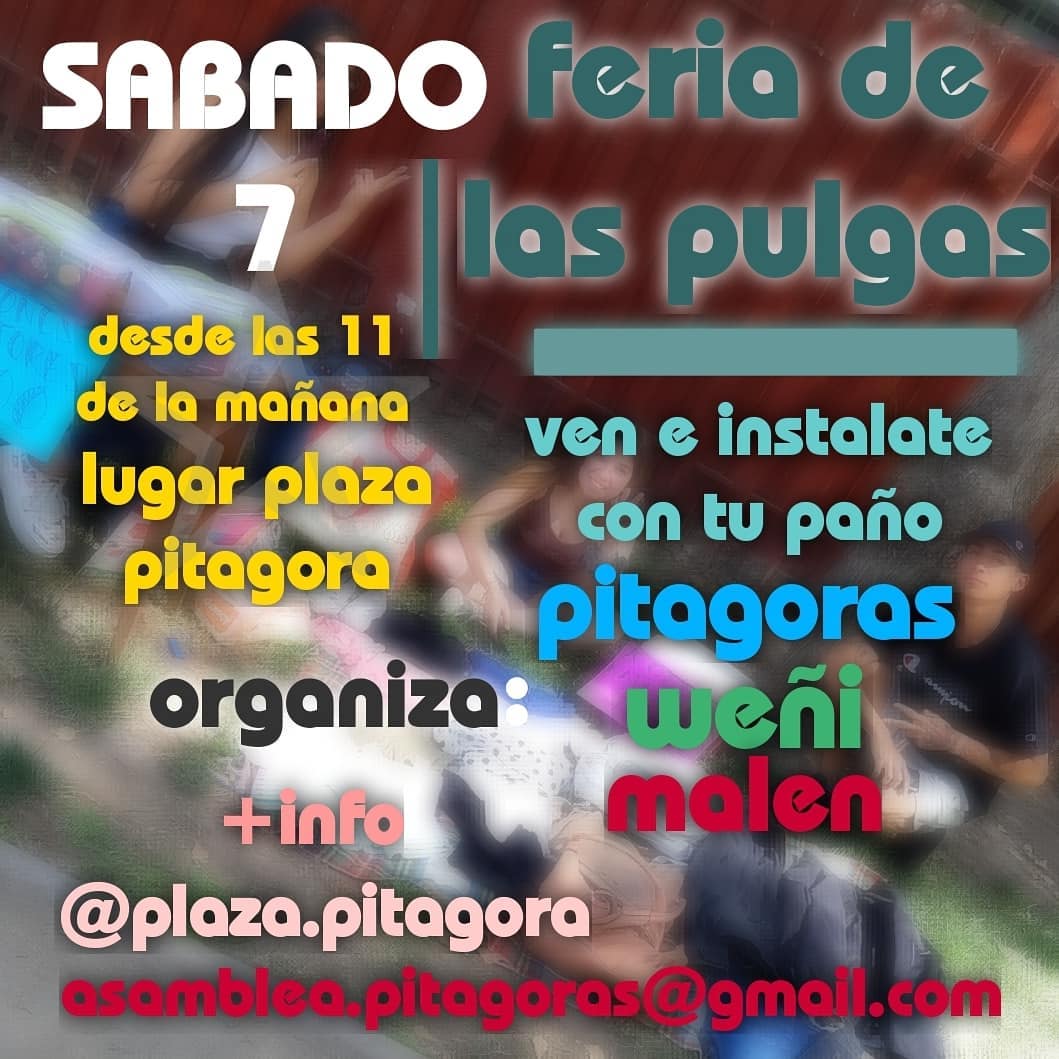 SABADO
7
feria de
las pulgas
desde las 11
de la mañana
lugar plaza
pitagora
ven e instalate
con tu paño
organiza:
pitagoras
weñi
malen
+info
@plaza.pitagora
asamblea.pitagoras@gmail.com